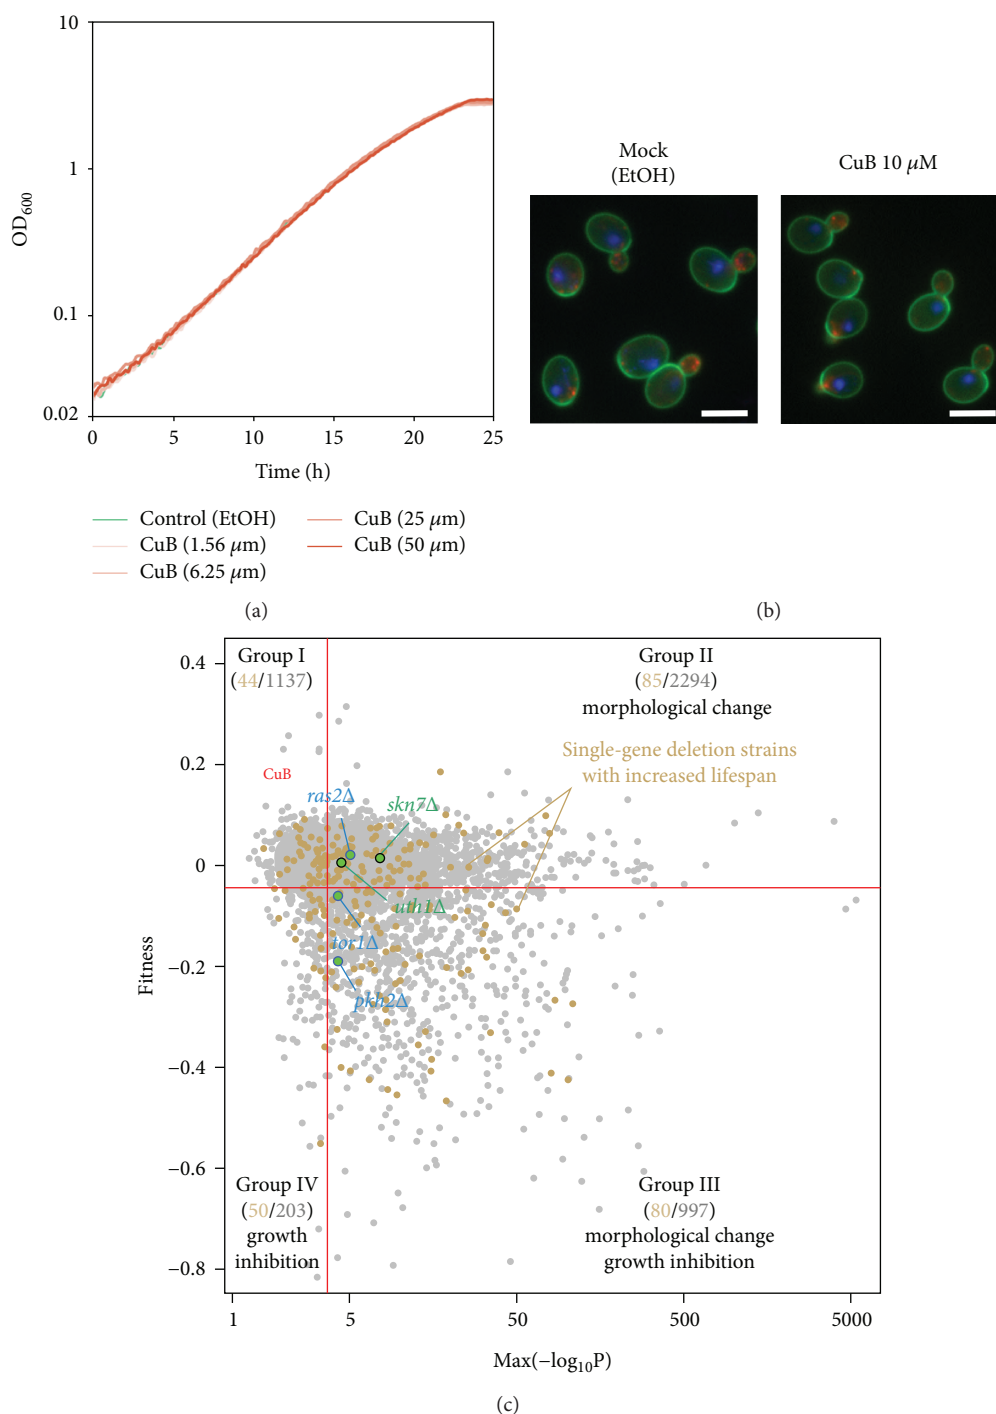 10
1
0.1
0.02
OD600
0
5
10
15
20
25
Time (h)
Control (EtOH)
CuB (1.56 μm)
CuB (6.25 μm)
CuB (25 μm)
CuB (50 μm)
(a)
Mock
(EtOH)
CuB 10 μM
(b)
Group I
(44/1137)
Group II
(85/2294)
morphological change
Single-gene deletion strains
with increased lifespan
CuB
ras2Δ
skn7Δ
uth1Δ
tor1Δ
pkh2Δ
Group IV
(50/203)
growth
inhibition
Group III
(80/997)
morphological change
growth inhibition
0.4
0.2
0
−0.2
−0.4
−0.6
−0.8
Fitness
1
5
50
500
5000
Max(−log10P)
(c)